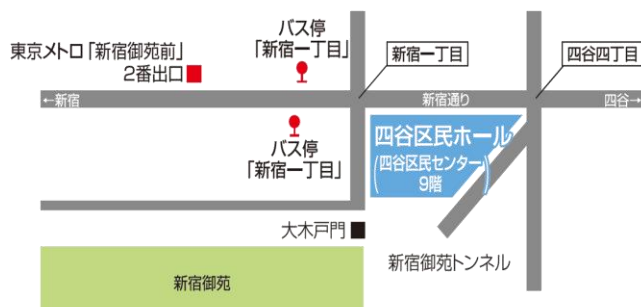 バス停
「新宿一丁目」
東京メトロ「新宿御苑前」
2番出口
新宿一丁目
四谷四丁目
←新宿
新宿通り
四谷→
バス停
「新宿一丁目」
四谷区民ホール
(四谷区民センター)
9階
大木戸門
新宿御苑トンネル
新宿御苑